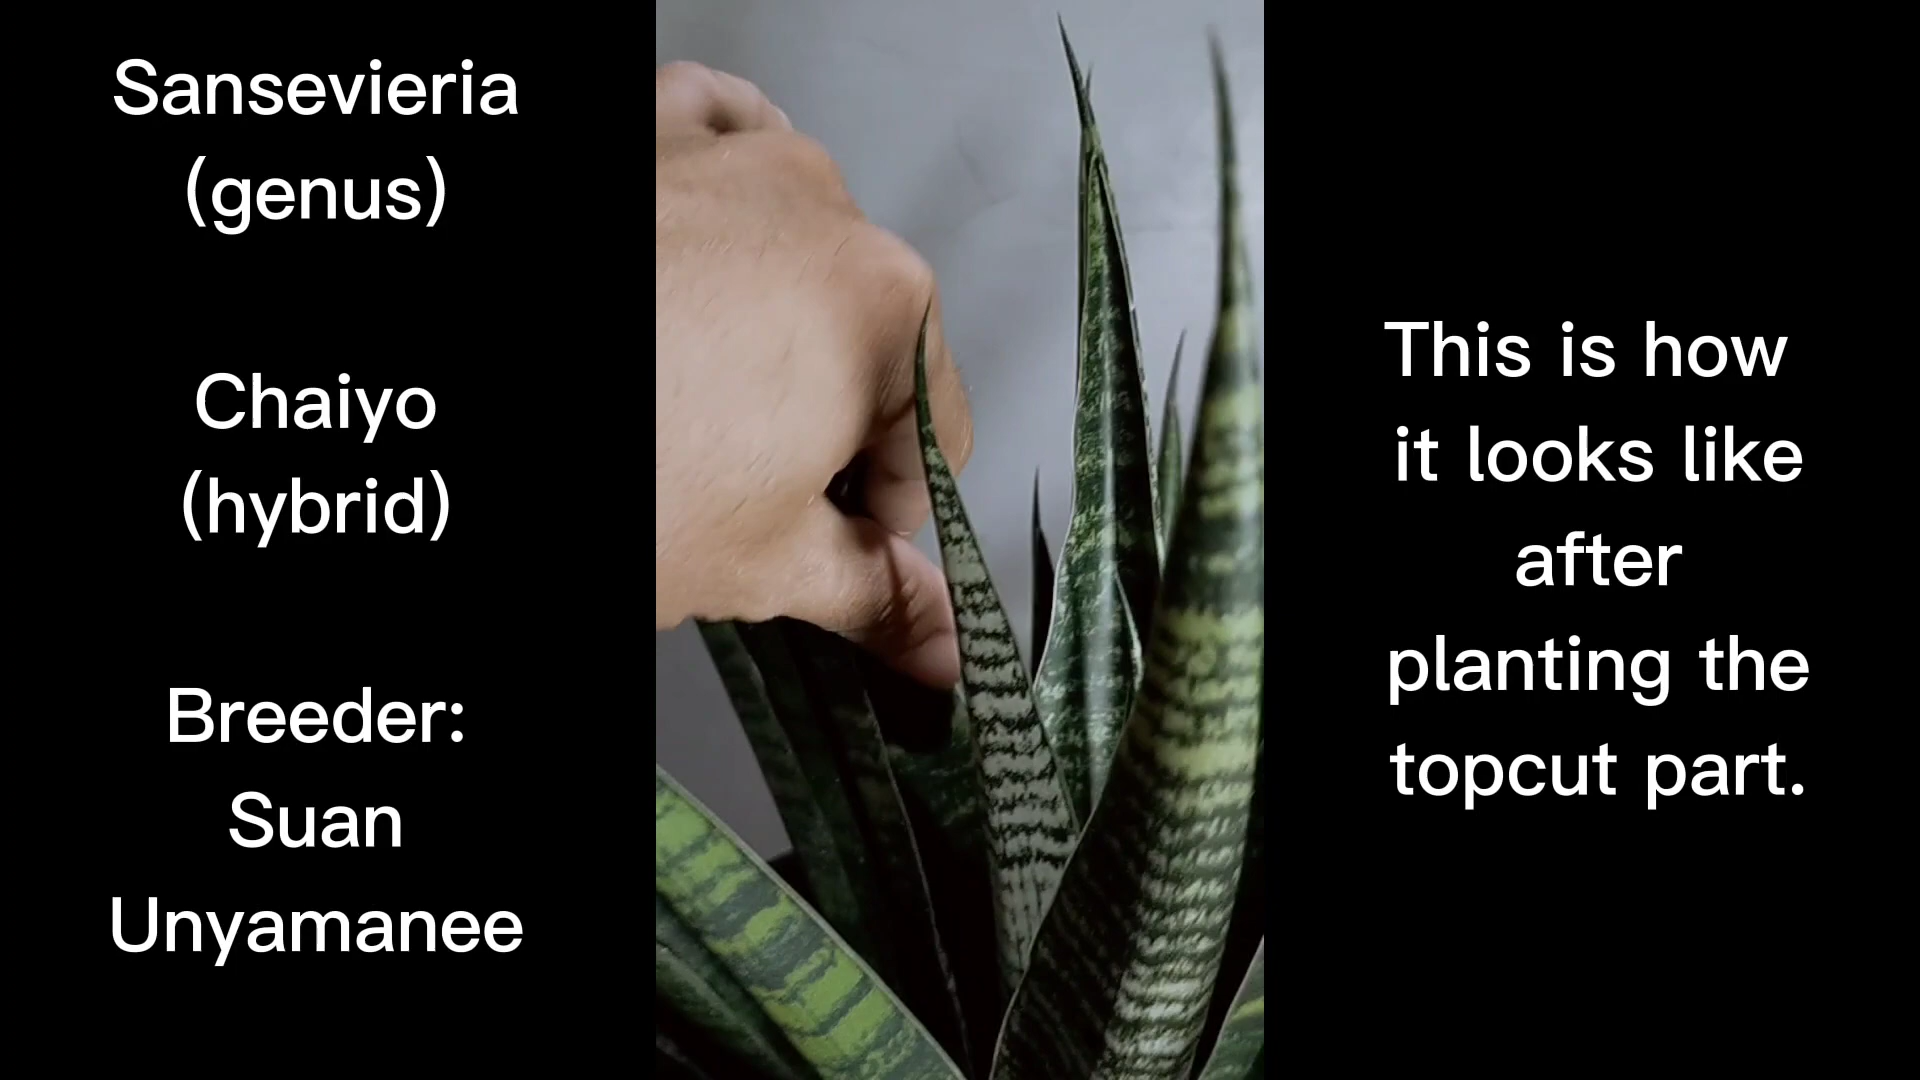 Sansevieria
(genus)
Chaiyo
(hybrid)
Breeder:
Suan
Unyamanee
This is how
it looks like
after
planting the
topcut part.